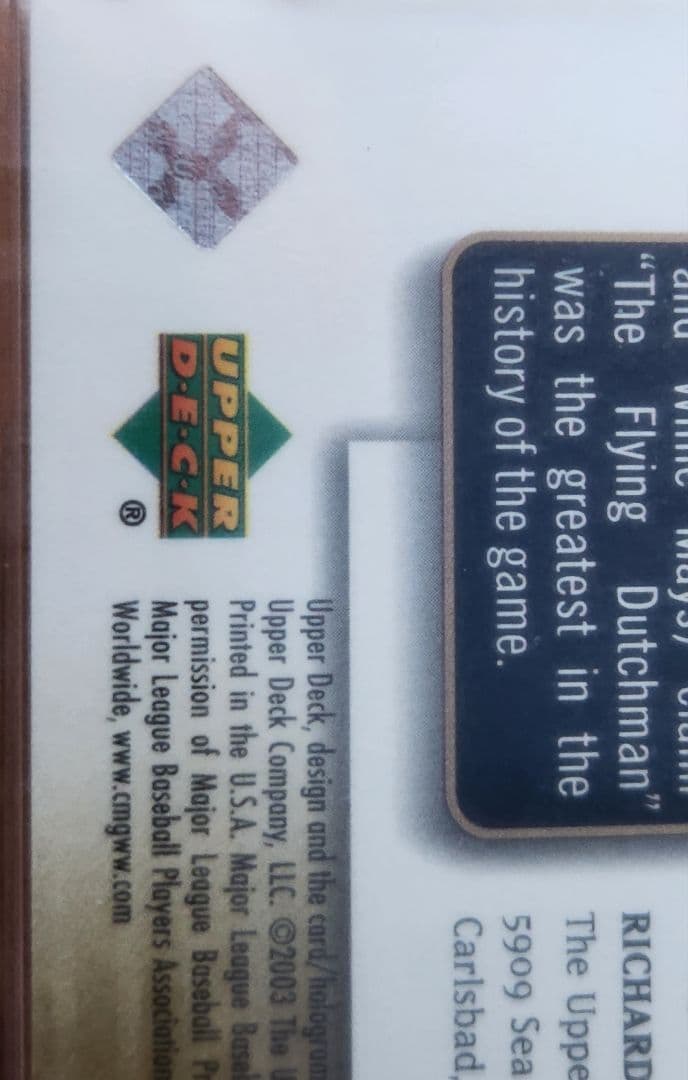 "The Flying Dutchman"
was the greatest in the
history of the game.
RICHARD
The Uppe
5909 Sea
Carlsbad,
UPPER
D·E·C·K
®
Upper Deck, design and the card/hologram
Upper Deck Company, LLC. ©2003 The U
Printed in the U.S.A. Major League Baseb
permission of Major League Baseball Pr
Major League Baseball Players Association
Worldwide, www.cmgww.com